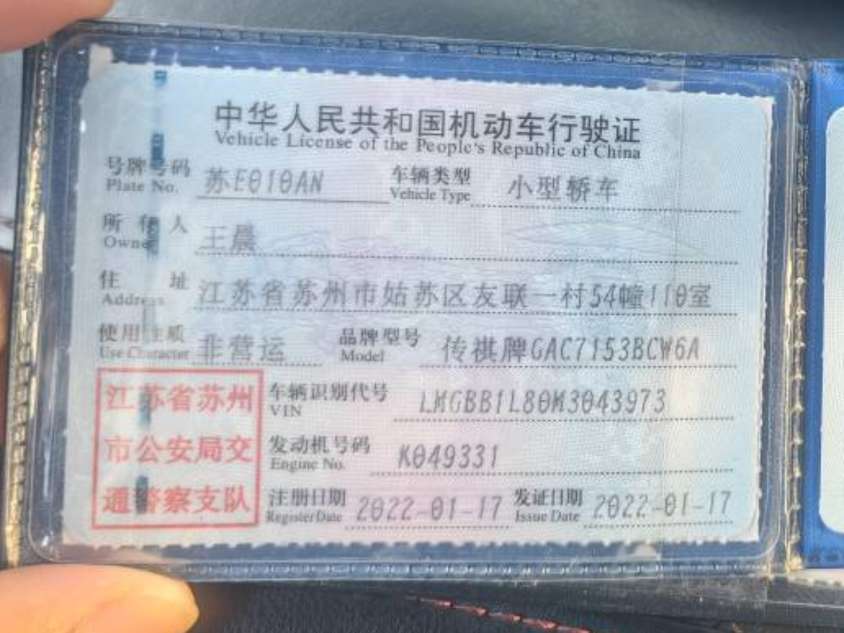 中华人民共和国机动车行驶证
Vehicle License of the People's Republic of China
号牌号码 苏E010AN 车辆类型 小型轿车
Plate No. Vehicle Type
所有人 王晨
Owner
住址 江苏省苏州市姑苏区友联一村54幢110室
Address
使用性质 非营运 品牌型号 传祺牌GAC7153BCW6A
Use Character Model
江苏省苏州
市公安局交
通警察支队
车辆识别代号 LMGBB1L80M3043973
VIN
发动机号码 K049331
Engine No.
注册日期 2022-01-17 发证日期 2022-01-17
Register Date Issue Date